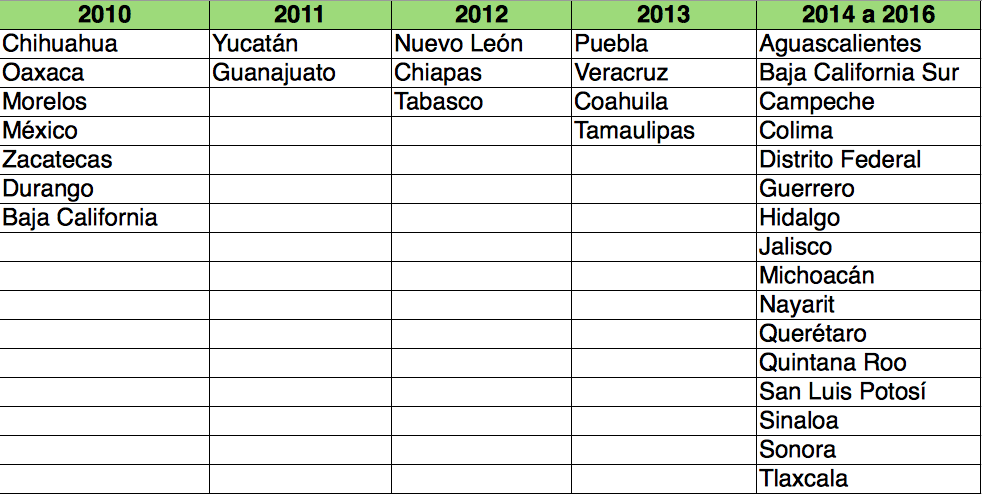 2010 2011 2012 2013 2014 a 2016
Chihuahua Yucatán Nuevo León Puebla Aguascalientes
Oaxaca Guanajuato Chiapas Veracruz Baja California Sur
Morelos Tabasco Coahuila Campeche
México Tamaulipas Colima
Zacatecas Distrito Federal
Durango Guerrero
Baja California Hidalgo
Jalisco
Michoacán
Nayarit
Querétaro
Quintana Roo
San Luis Potosí
Sinaloa
Sonora
Tlaxcala